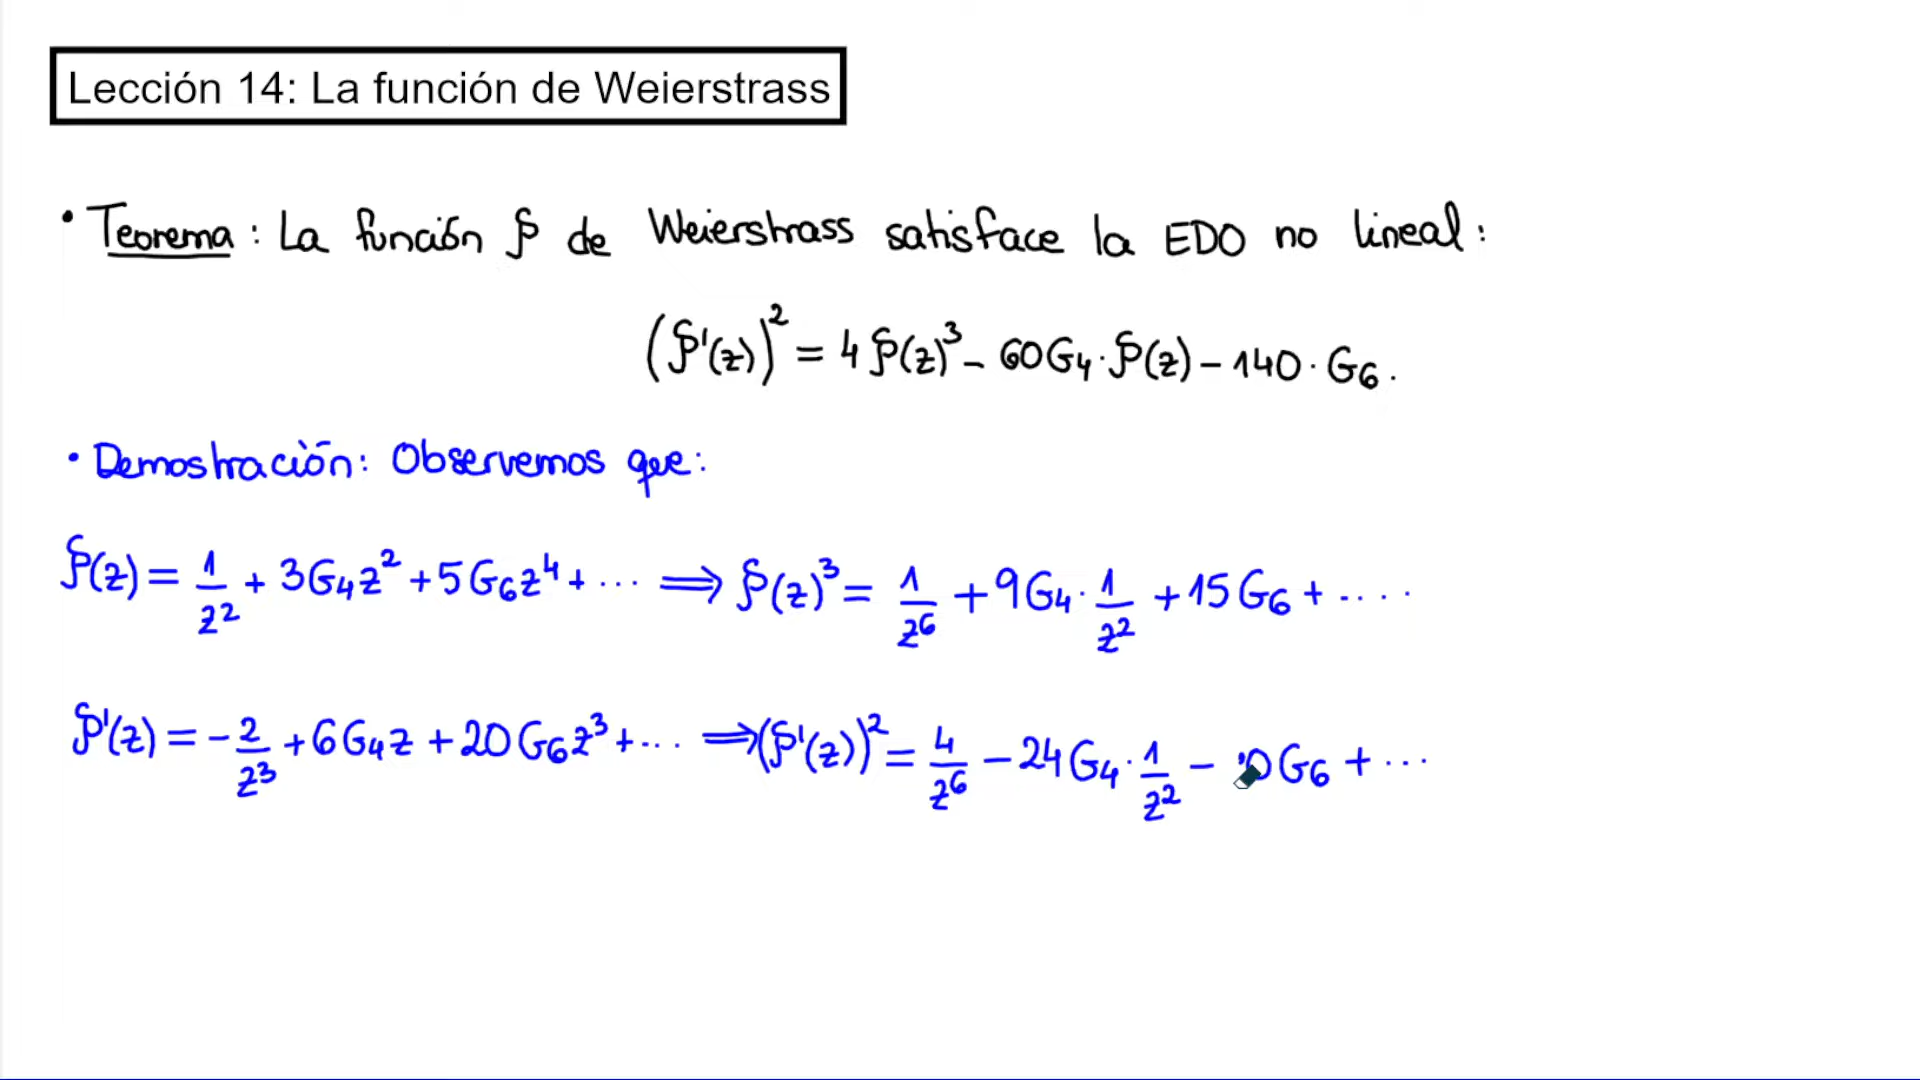 Lección 14: La función de Weierstrass
• Teorema: La función ℘ de Weierstrass satisface la EDO no lineal:
(℘'(z))² = 4℘(z)³ - 60G₄·℘(z) - 140·G₆.
• Demostración: Observemos que:
℘(z) = 1/z² + 3G₄z² + 5G₆z⁴ + ··· ⟹ ℘(z)³ = 1/z⁶ + 9G₄·1/z² + 15G₆ + ····
℘'(z) = -2/z³ + 6G₄z + 20G₆z³ + ··· ⟹ (℘'(z))² = 4/z⁶ - 24G₄·1/z² - 0G₆ + ···